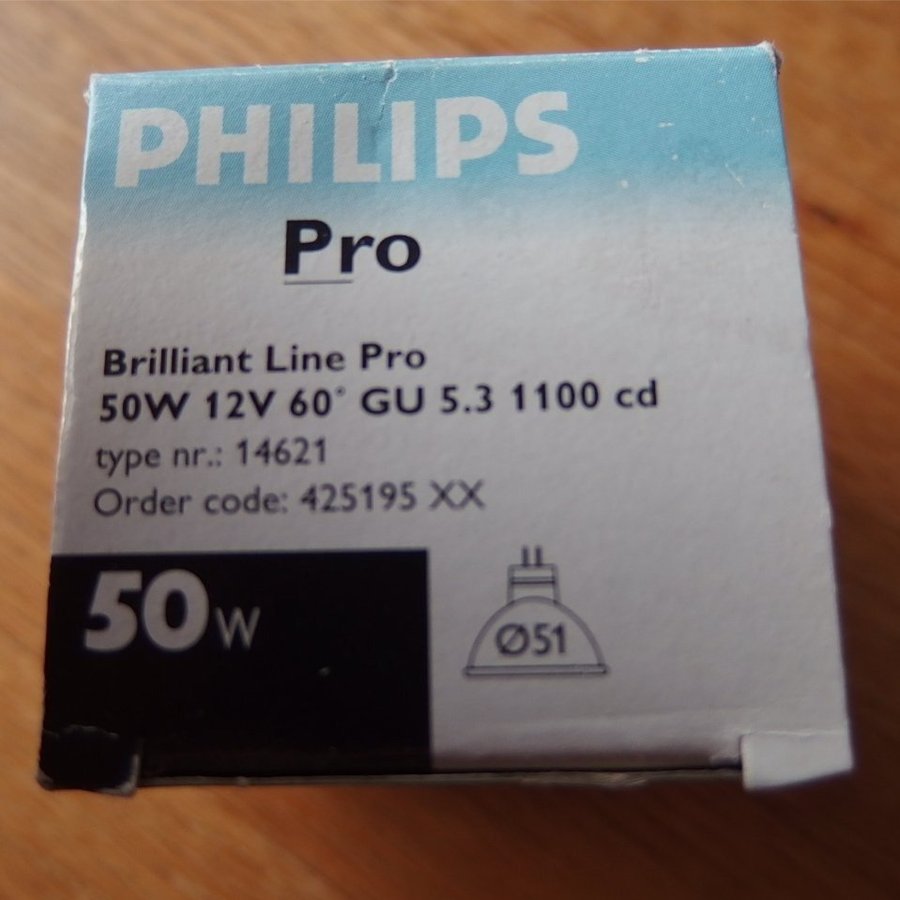 PHILIPS
Pro
Brilliant Line Pro
50W 12V 60° GU 5.3 1100 cd
type nr.: 14621
Order code: 425195 XX
50W
Ø51